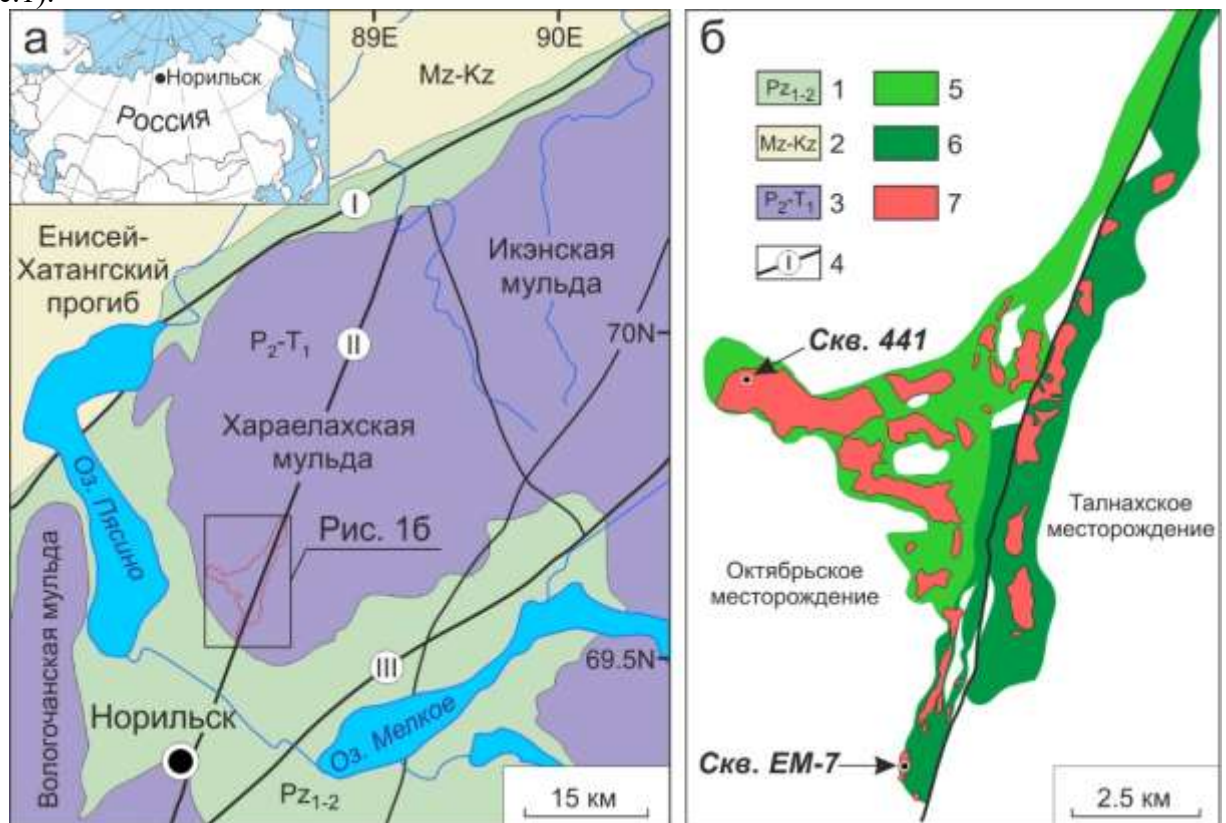 с.1).
а
Норильск
Россия
89E
90E
Mz-Kz
Енисей-
Хатангский
прогиб
I
Икэнская
мульда
P₂-T₁
II
70N
Хараелахская
мульда
Оз. Пясино
Рис. 1б
Вологочанская мульда
69.5N
III
Норильск
Оз. Мелкое
Pz₁₋₂
15 км
б
Pz₁₋₂ 1
5
Mz-Kz 2
6
P₂-T₁ 3
7
I 4
Скв. 441
Талнахское
месторождение
Октябрьское
месторождение
Скв. ЕМ-7
2.5 км